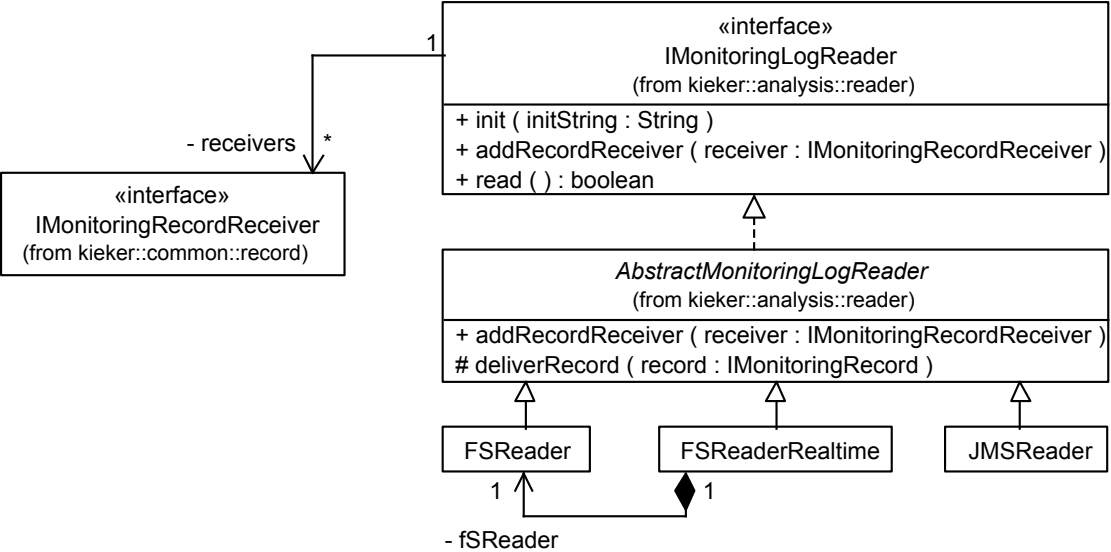 «interface»
IMonitoringLogReader
(from kieker::analysis::reader)
+ init ( initString : String )
+ addRecordReceiver ( receiver : IMonitoringRecordReceiver )
+ read ( ) : boolean
1
- receivers
*
«interface»
IMonitoringRecordReceiver
(from kieker::common::record)
AbstractMonitoringLogReader
(from kieker::analysis::reader)
+ addRecordReceiver ( receiver : IMonitoringRecordReceiver )
# deliverRecord ( record : IMonitoringRecord )
FSReader
FSReaderRealtime
JMSReader
1
1
- fSReader